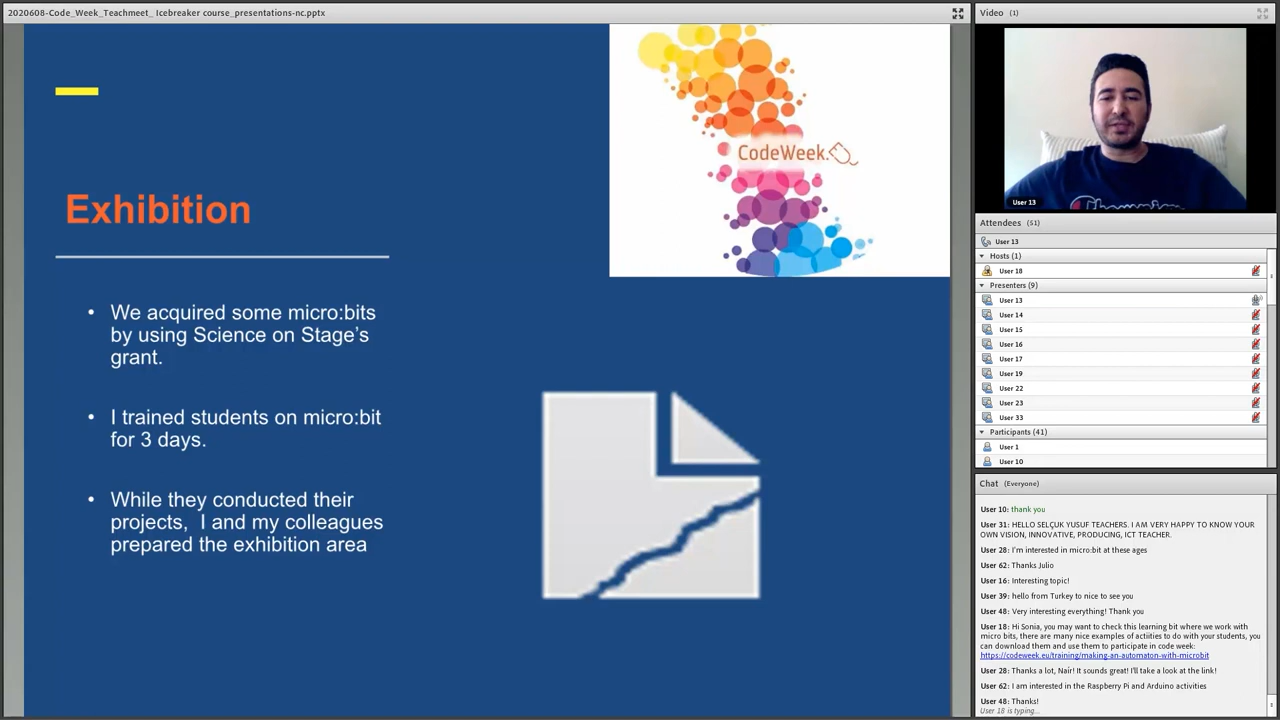 2020608-Code_Week_Teachmeet_ Icebreaker course_presentations-nc.pptx
CodeWeek.
Exhibition
• We acquired some micro:bits
by using Science on Stage’s
grant.
• I trained students on micro:bit
for 3 days.
• While they conducted their
projects, I and my colleagues
prepared the exhibition area
Video (1)
User 13
Attendees (51)
User 13
Hosts (1)
User 18
Presenters (9)
User 13
User 14
User 15
User 16
User 17
User 19
User 22
User 23
User 33
Participants (41)
User 1
User 10
Chat (Everyone)
User 10: thank you
User 31: HELLO SELÇUK YUSUF TEACHERS. I AM VERY HAPPY TO KNOW YOUR
OWN VISION, INNOVATIVE, PRODUCING, ICT TEACHER.
User 28: I'm interested in micro:bit at these ages
User 62: Thanks Julio
User 16: Interesting topic!
User 39: hello from Turkey to nice to see you
User 48: Very interesting everything! Thank you
User 18: Hi Sonia, you may want to check this learning bit where we work with
micro bits, there are many nice examples of actiities to do with your students, you
can download them and use them to participate in code week:
https://codeweek.eu/training/making-an-automaton-with-microbit
User 28: Thanks a lot, Naïr! It sounds great! I'll take a look at the link!
User 62: I am interested in the Raspberry Pi and Arduino activities
User 48: Thanks!
User 18 is typing...